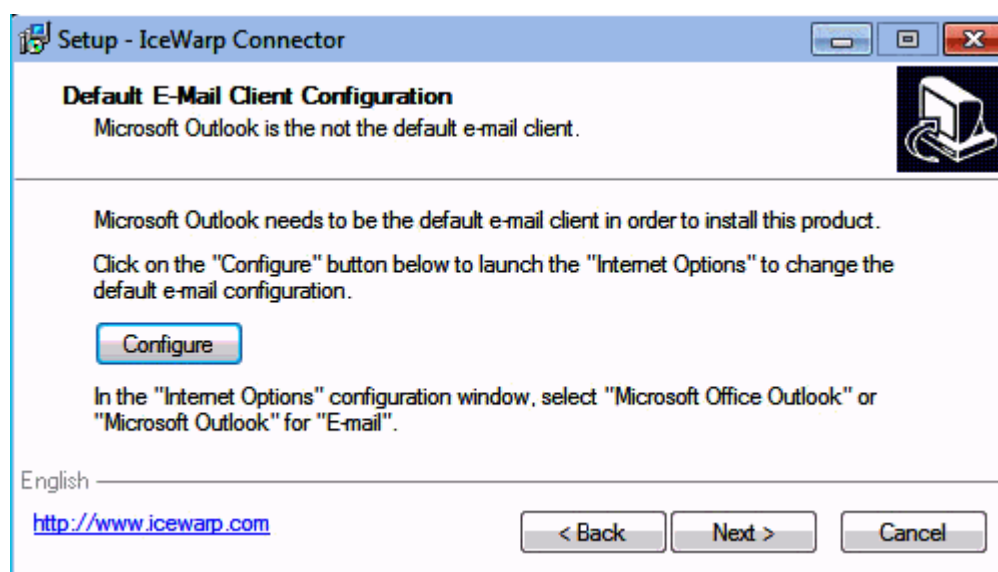 Setup - IceWarp Connector
Default E-Mail Client Configuration
Microsoft Outlook is the not the default e-mail client.
Microsoft Outlook needs to be the default e-mail client in order to install this product.
Click on the "Configure" button below to launch the "Internet Options" to change the
default e-mail configuration.
Configure
In the "Internet Options" configuration window, select "Microsoft Office Outlook" or
"Microsoft Outlook" for "E-mail".
English
http://www.icewarp.com
< Back
Next >
Cancel